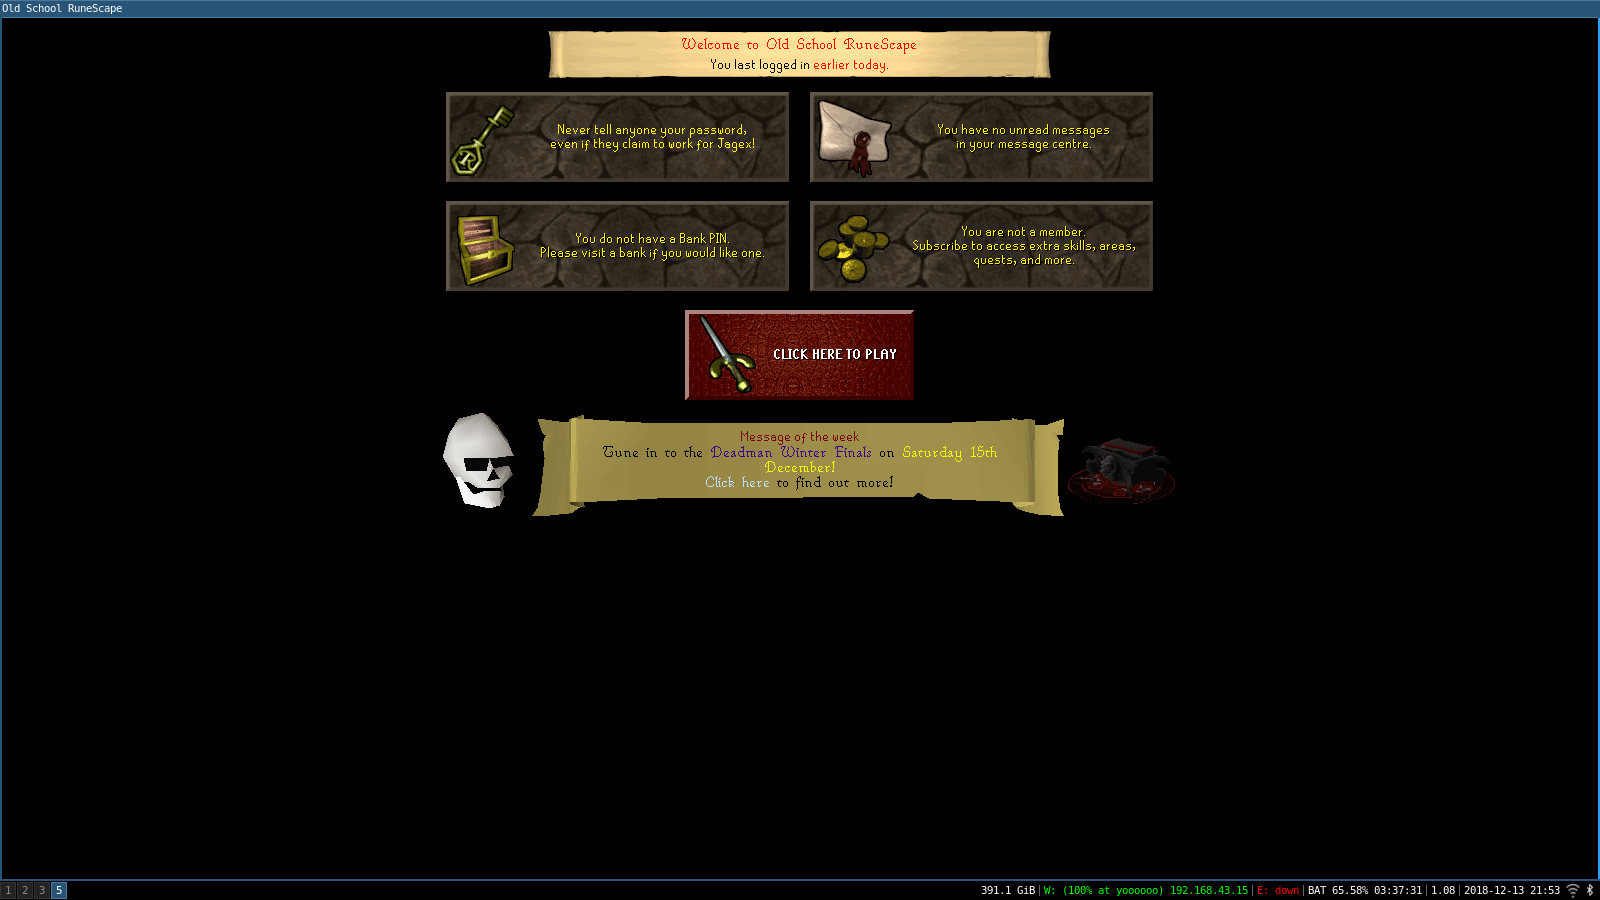 Old School RuneScape
Welcome to Old School RuneScape
You last logged in earlier today.
Never tell anyone your password,
even if they claim to work for Jagex!
You have no unread messages
in your message centre.
You do not have a Bank PIN.
Please visit a bank if you would like one.
You are not a member.
Subscribe to access extra skills, areas,
quests, and more.
CLICK HERE TO PLAY
Message of the week
Tune in to the Deadman Winter Finals on Saturday 15th
December!
Click here to find out more!
1 2 3 5
391.1 GiB|W: (100% at yoooooo) 192.168.43.15|E: down|BAT 65.58% 03:37:31|1.08|2018-12-13 21:53